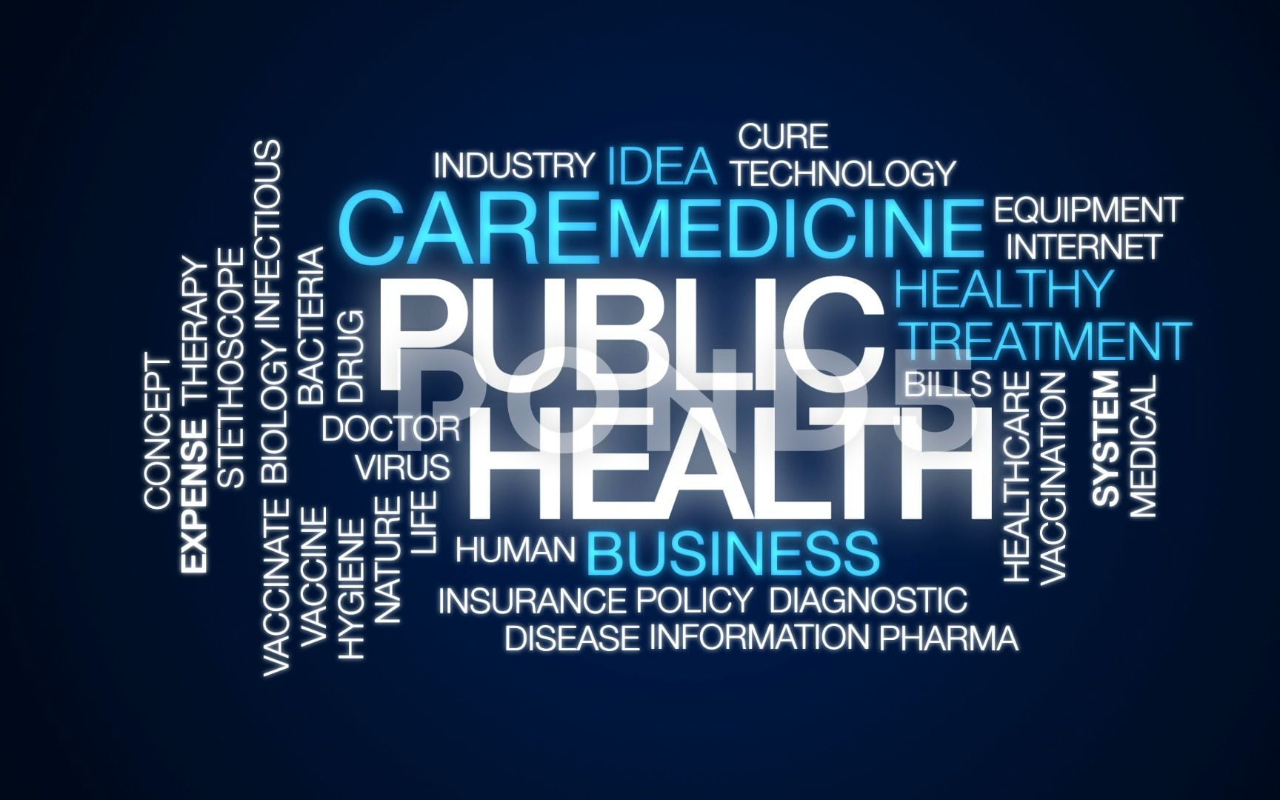 CURE
INDUSTRY IDEA TECHNOLOGY
CARE MEDICINE EQUIPMENT
INTERNET
PUBLIC HEALTHY
TREATMENT
BILLS
HEALTH
DOCTOR
VIRUS
HUMAN BUSINESS
INSURANCE POLICY DIAGNOSTIC
DISEASE INFORMATION PHARMA
CONCEPT
EXPENSE THERAPY
STETHOSCOPE
VACCINATE BIOLOGY INFECTIOUS
VACCINE BACTERIA
HYGIENE DRUG
NATURE
LIFE
HEALTHCARE
VACCINATION
SYSTEM
MEDICAL
POND5